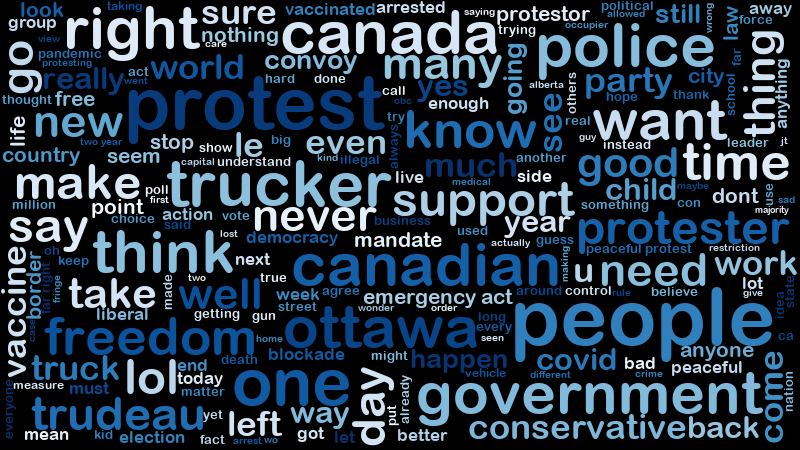 look
taking
vaccinated
arrested
saying
protestor
political
allowed
still
wrong
law
away
force
group
right
sure
nothing
care
canada
trying
occupier
police
far
view
pandemic
protesting
go
really
act
went
world
convoy
many
going
party
city
school
thing
anything
thought
free
protest
hard
done
call
cbc
yes
enough
alberta
others
hope
thank
life
new
two year
stop
show
le
big
even
try
always
know
see
real
guy
instead
want
leader
jt
country
seem
capital
understand
kind
illegal
much
another
good
time
million
make
poll
first
trucker
live
medical
side
support
child
something
maybe
con
dont
use
sad
majority
say
point
choice
action
vote
never
business
year
protester
said
lost
democracy
mandate
used
actually
guess
peaceful protest
restriction
vaccine
border
oh
far right
fringe
keep
think
next
canadian
making
u
need
work
take
made
two
well
true
week
street
agree
emergency act
around
control
rule
believe
lot
give
idea
state
liberal
getting
gun
wonder
order
long
every
seen
people
case
freedom
home
ottawa
ca
truck
lol
end
death
blockade
might
happen
vehicle
different
covid
bad
crime
peaceful
anyone
come
nation
everyone
measure
must
today
matter
one
day
put
already
government
trudeau
yet
left
way
mean
kid
election
fact
arrest
wo
got
let
better
conservative
back